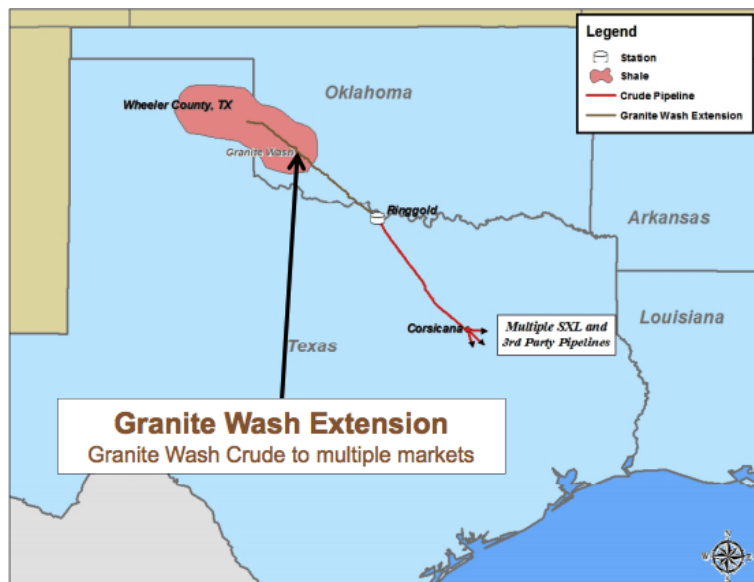 Legend
Station
Shale
Crude Pipeline
Granite Wash Extension
Oklahoma
Wheeler County, TX
Granite Wash
Ringgold
Arkansas
Corsicana
Multiple SXL and
3rd Party Pipelines
Louisiana
Texas
Granite Wash Extension
Granite Wash Crude to multiple markets
N
W
E
S